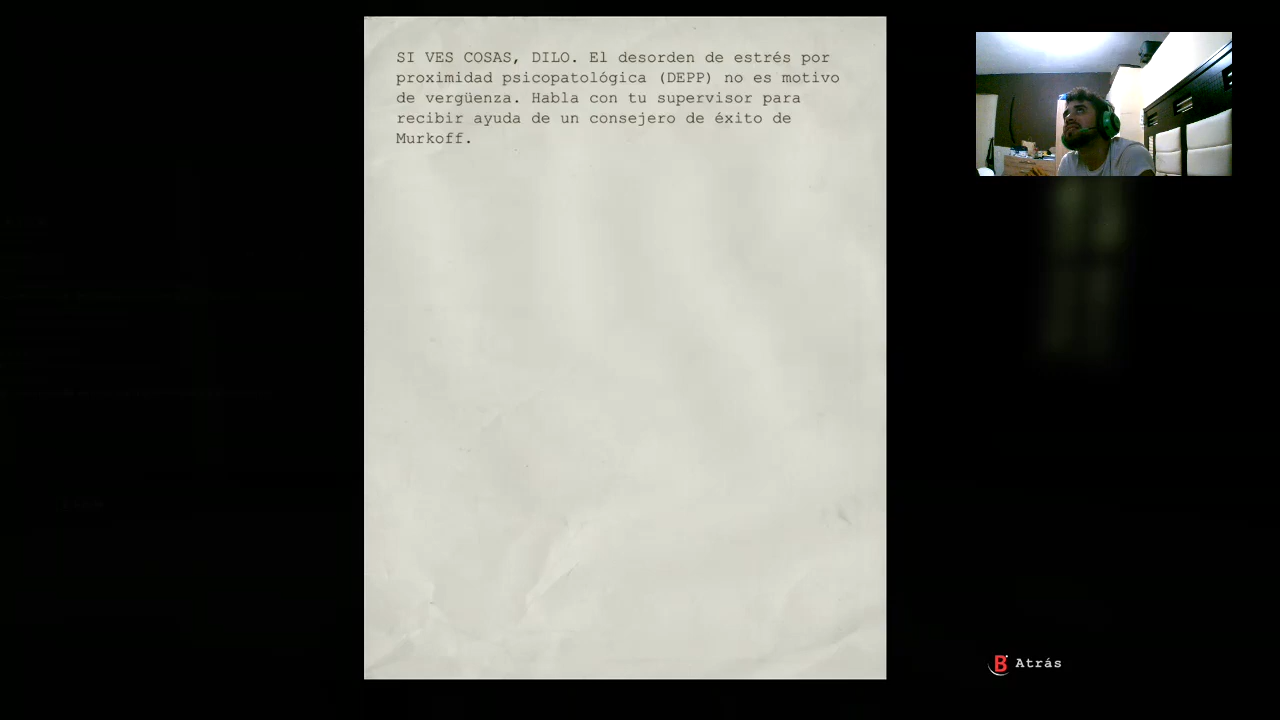 SI VES COSAS, DILO. El desorden de estrés por
proximidad psicopatológica (DEPP) no es motivo
de vergüenza. Habla con tu supervisor para
recibir ayuda de un consejero de éxito de
Murkoff.
B Atrás